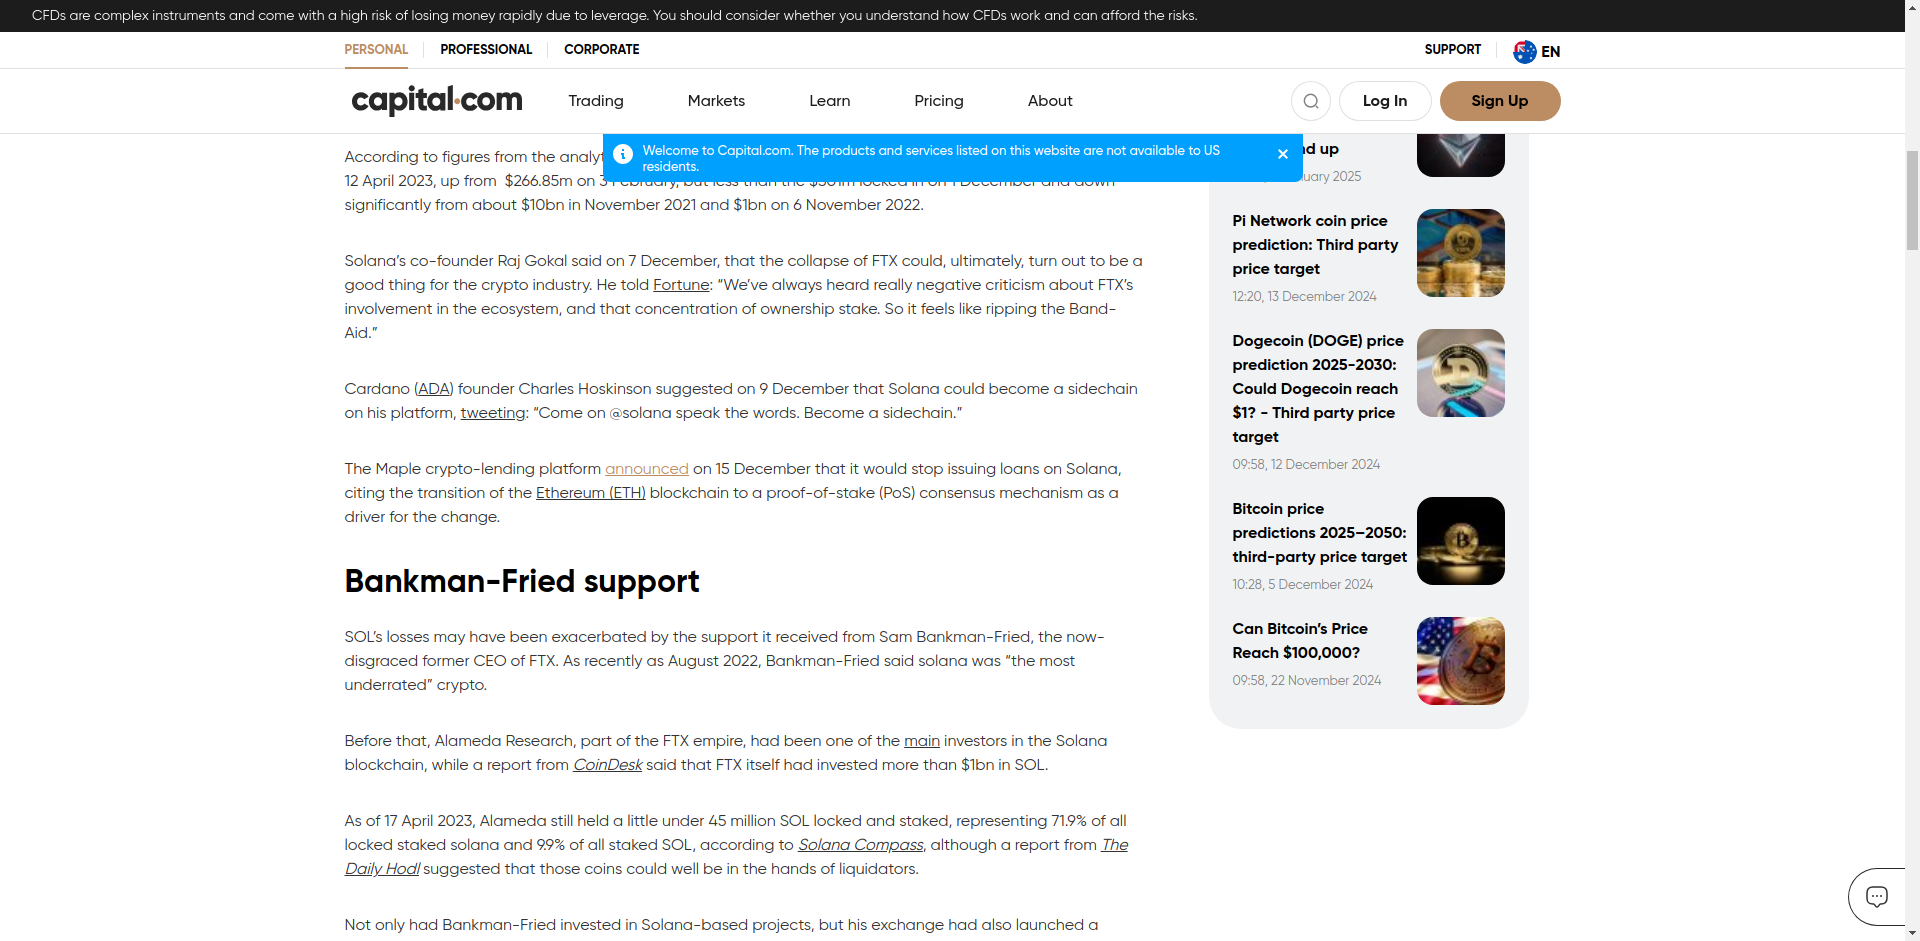 CFDs are complex instruments and come with a high risk of losing money rapidly due to leverage. You should consider whether you understand how CFDs work and can afford the risks.
PERSONAL
PROFESSIONAL
CORPORATE
SUPPORT
EN
capital.com
Trading
Markets
Learn
Pricing
About
Log In
Sign Up
Welcome to Capital.com. The products and services listed on this website are not available to US
residents.
According to figures from the
12 April 2023, up from $266.85m on
significantly from about $10bn in November 2021 and $1bn on 6 November 2022.
Solana’s co-founder Raj Gokal said on 7 December, that the collapse of FTX could, ultimately, turn out to be a
good thing for the crypto industry. He told Fortune: “We’ve always heard really negative criticism about FTX’s
involvement in the ecosystem, and that concentration of ownership stake. So it feels like ripping the Band-
Aid.”
Cardano (ADA) founder Charles Hoskinson suggested on 9 December that Solana could become a sidechain
on his platform, tweeting: “Come on @solana speak the words. Become a sidechain.”
The Maple crypto-lending platform announced on 15 December that it would stop issuing loans on Solana,
citing the transition of the Ethereum (ETH) blockchain to a proof-of-stake (PoS) consensus mechanism as a
driver for the change.
Bankman-Fried support
SOL’s losses may have been exacerbated by the support it received from Sam Bankman-Fried, the now-
disgraced former CEO of FTX. As recently as August 2022, Bankman-Fried said solana was “the most
underrated” crypto.
Before that, Alameda Research, part of the FTX empire, had been one of the main investors in the Solana
blockchain, while a report from CoinDesk said that FTX itself had invested more than $1bn in SOL.
As of 17 April 2023, Alameda still held a little under 45 million SOL locked and staked, representing 71.9% of all
locked staked solana and 9.9% of all staked SOL, according to Solana Compass, although a report from The
Daily Hodl suggested that those coins could well be in the hands of liquidators.
Not only had Bankman-Fried invested in Solana-based projects, but his exchange had also launched a
up
2025
Pi Network coin price
prediction: Third party
price target
12:20, 13 December 2024
Dogecoin (DOGE) price
prediction 2025-2030:
Could Dogecoin reach
$1? - Third party price
target
09:58, 12 December 2024
Bitcoin price
predictions 2025–2050:
third-party price target
10:28, 5 December 2024
Can Bitcoin’s Price
Reach $100,000?
09:58, 22 November 2024